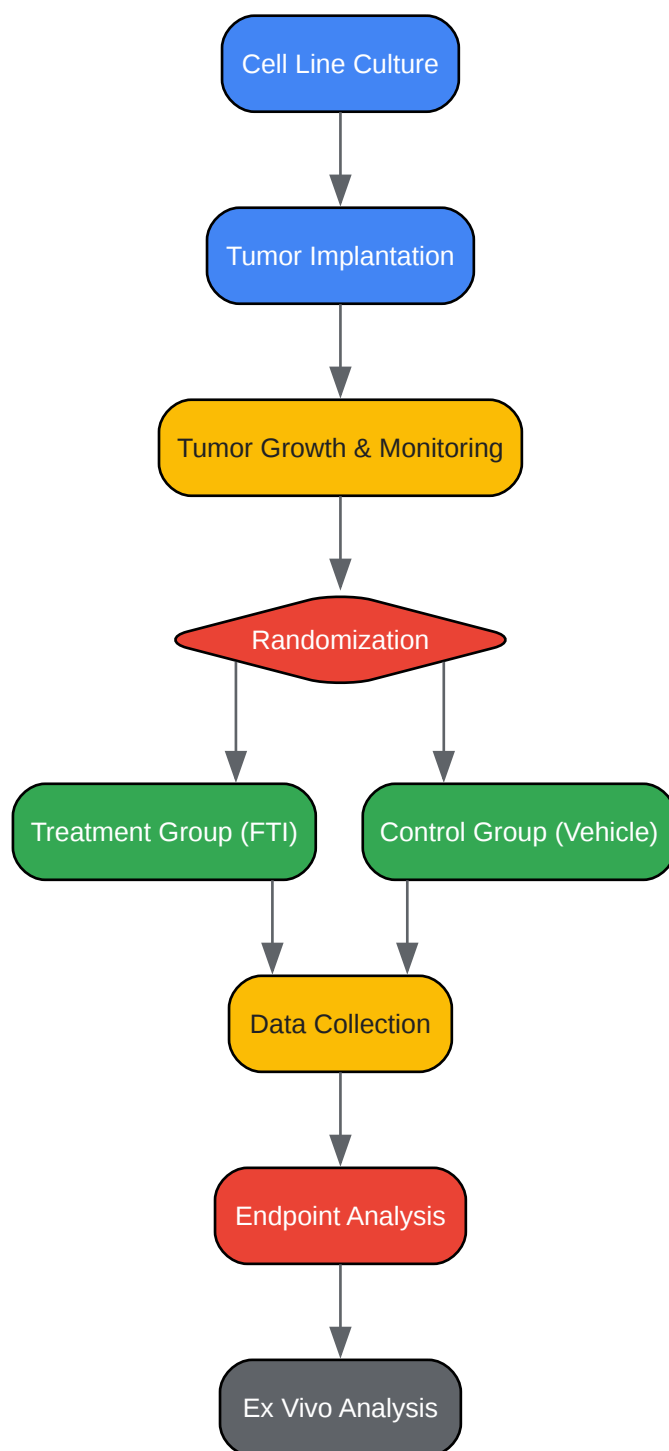 Cell Line Culture
Tumor Implantation
Tumor Growth & Monitoring
Randomization
Treatment Group (FTI)
Control Group (Vehicle)
Data Collection
Endpoint Analysis
Ex Vivo Analysis